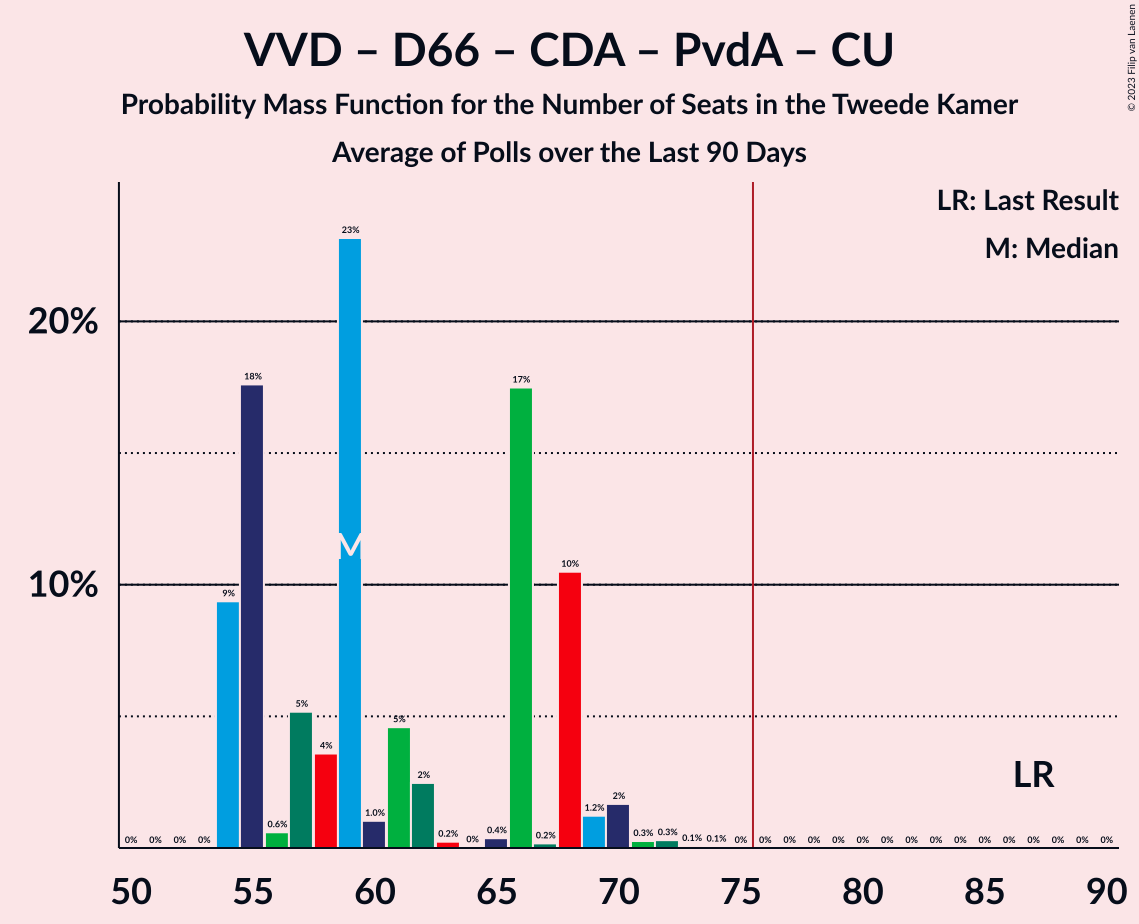 VVD – D66 – CDA – PvdA – CU
Probability Mass Function for the Number of Seats in the Tweede Kamer
Average of Polls over the Last 90 Days
© 2023 Filip van Laenen
LR: Last Result
M: Median
20%
10%
0% 0% 0% 0% 9% 18% 0.6% 5% 4% 23% 1.0% 5% 2% 0.2% 0% 0.4% 17% 0.2% 10% 1.2% 2% 0.3% 0.3% 0.1% 0.1% 0% 0% 0% 0% 0% 0% 0% 0% 0% 0% 0% 0% 0% 0% 0% 0%
M
LR
50 55 60 65 70 75 80 85 90